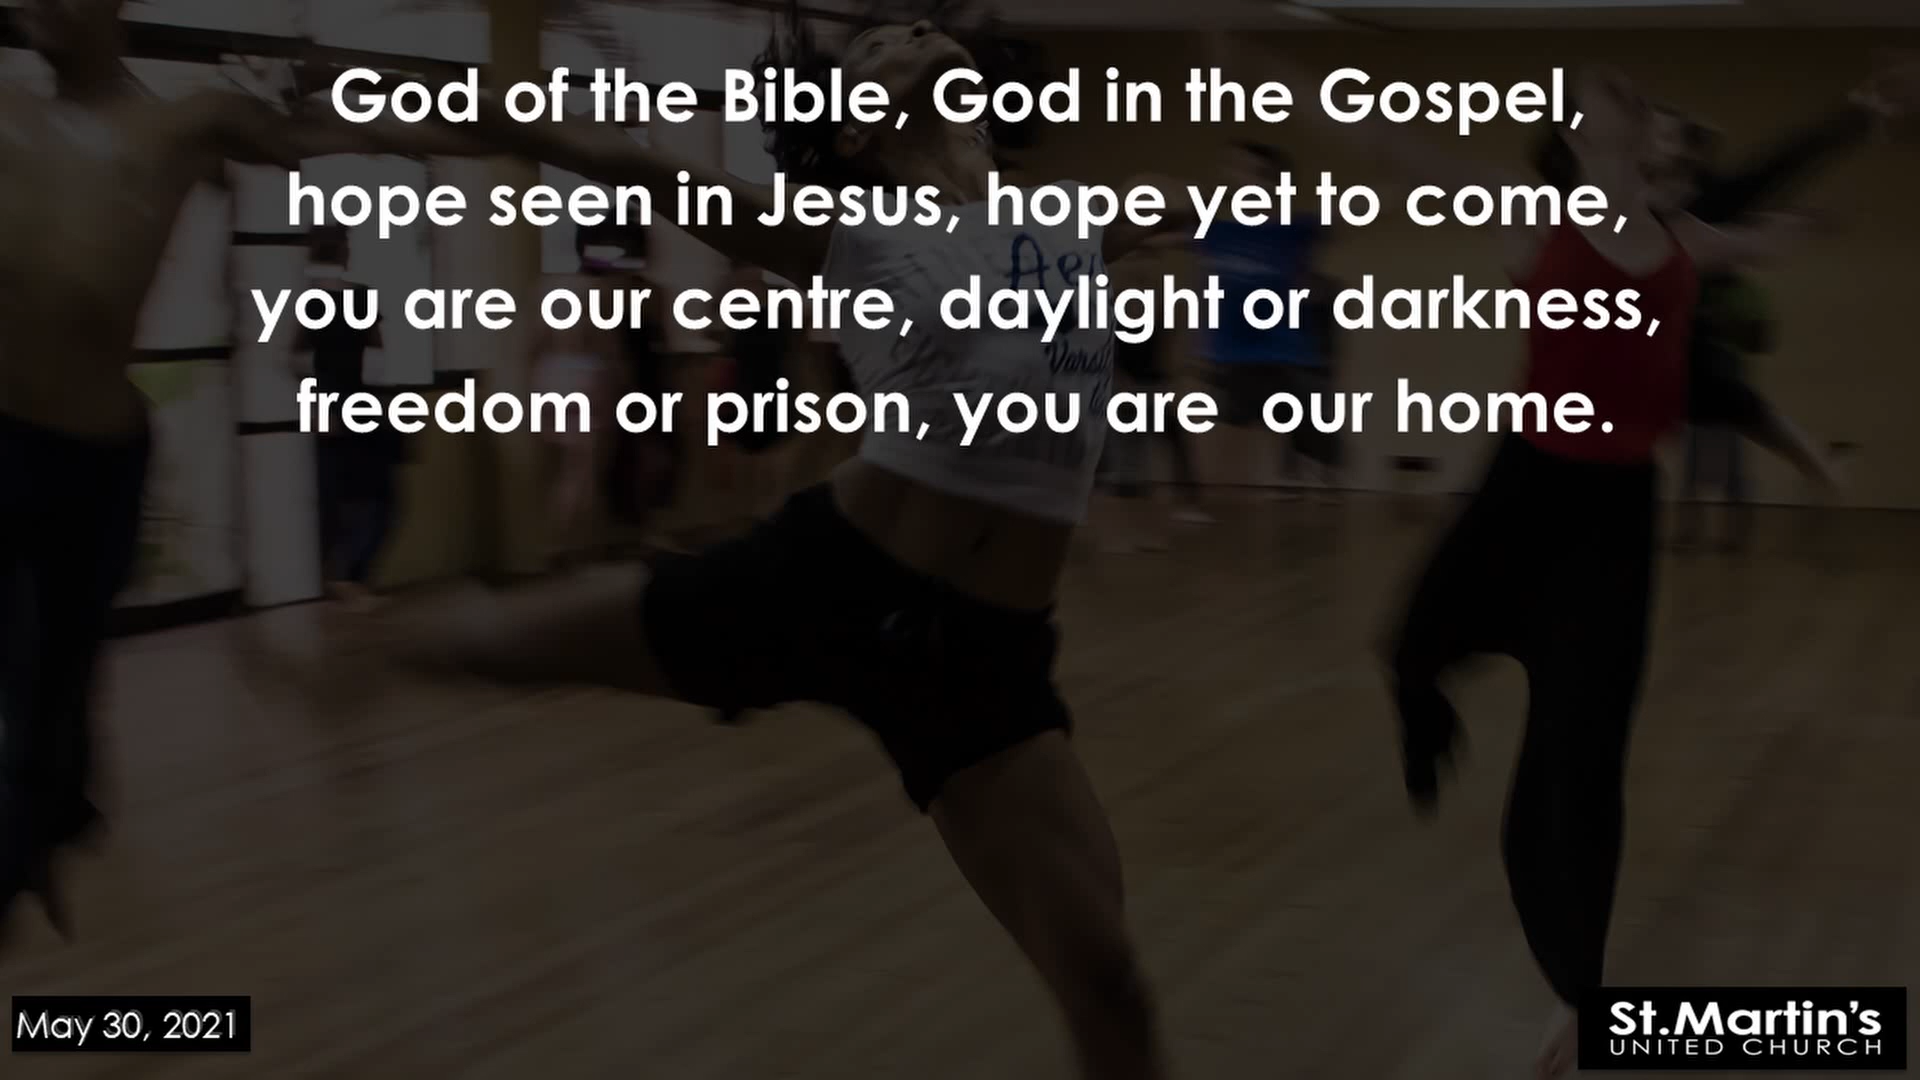 God of the Bible, God in the Gospel,
hope seen in Jesus, hope yet to come,
you are our centre, daylight or darkness,
freedom or prison, you are  our home.
May 30, 2021
St.Martin's
UNITED CHURCH